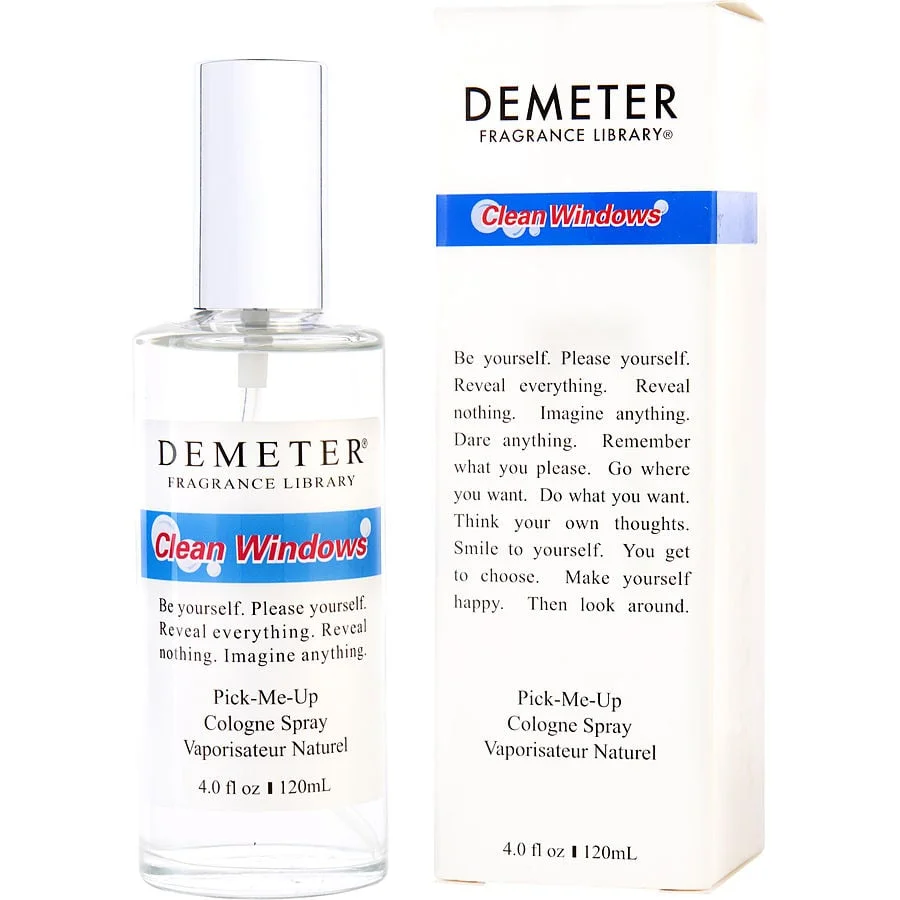 DEMETER®
FRAGRANCE LIBRARY
Clean Windows
Be yourself. Please yourself.
Reveal everything. Reveal
nothing. Imagine anything.
Pick-Me-Up
Cologne Spray
Vaporisateur Naturel
4.0 fl oz ▮ 120mL
DEMETER
FRAGRANCE LIBRARY®
Clean Windows
Be yourself. Please yourself.
Reveal everything. Reveal
nothing. Imagine anything.
Dare anything. Remember
what you please. Go where
you want. Do what you want.
Think your own thoughts.
Smile to yourself. You get
to choose. Make yourself
happy. Then look around.
Pick-Me-Up
Cologne Spray
Vaporisateur Naturel
4.0 fl oz ▮ 120mL